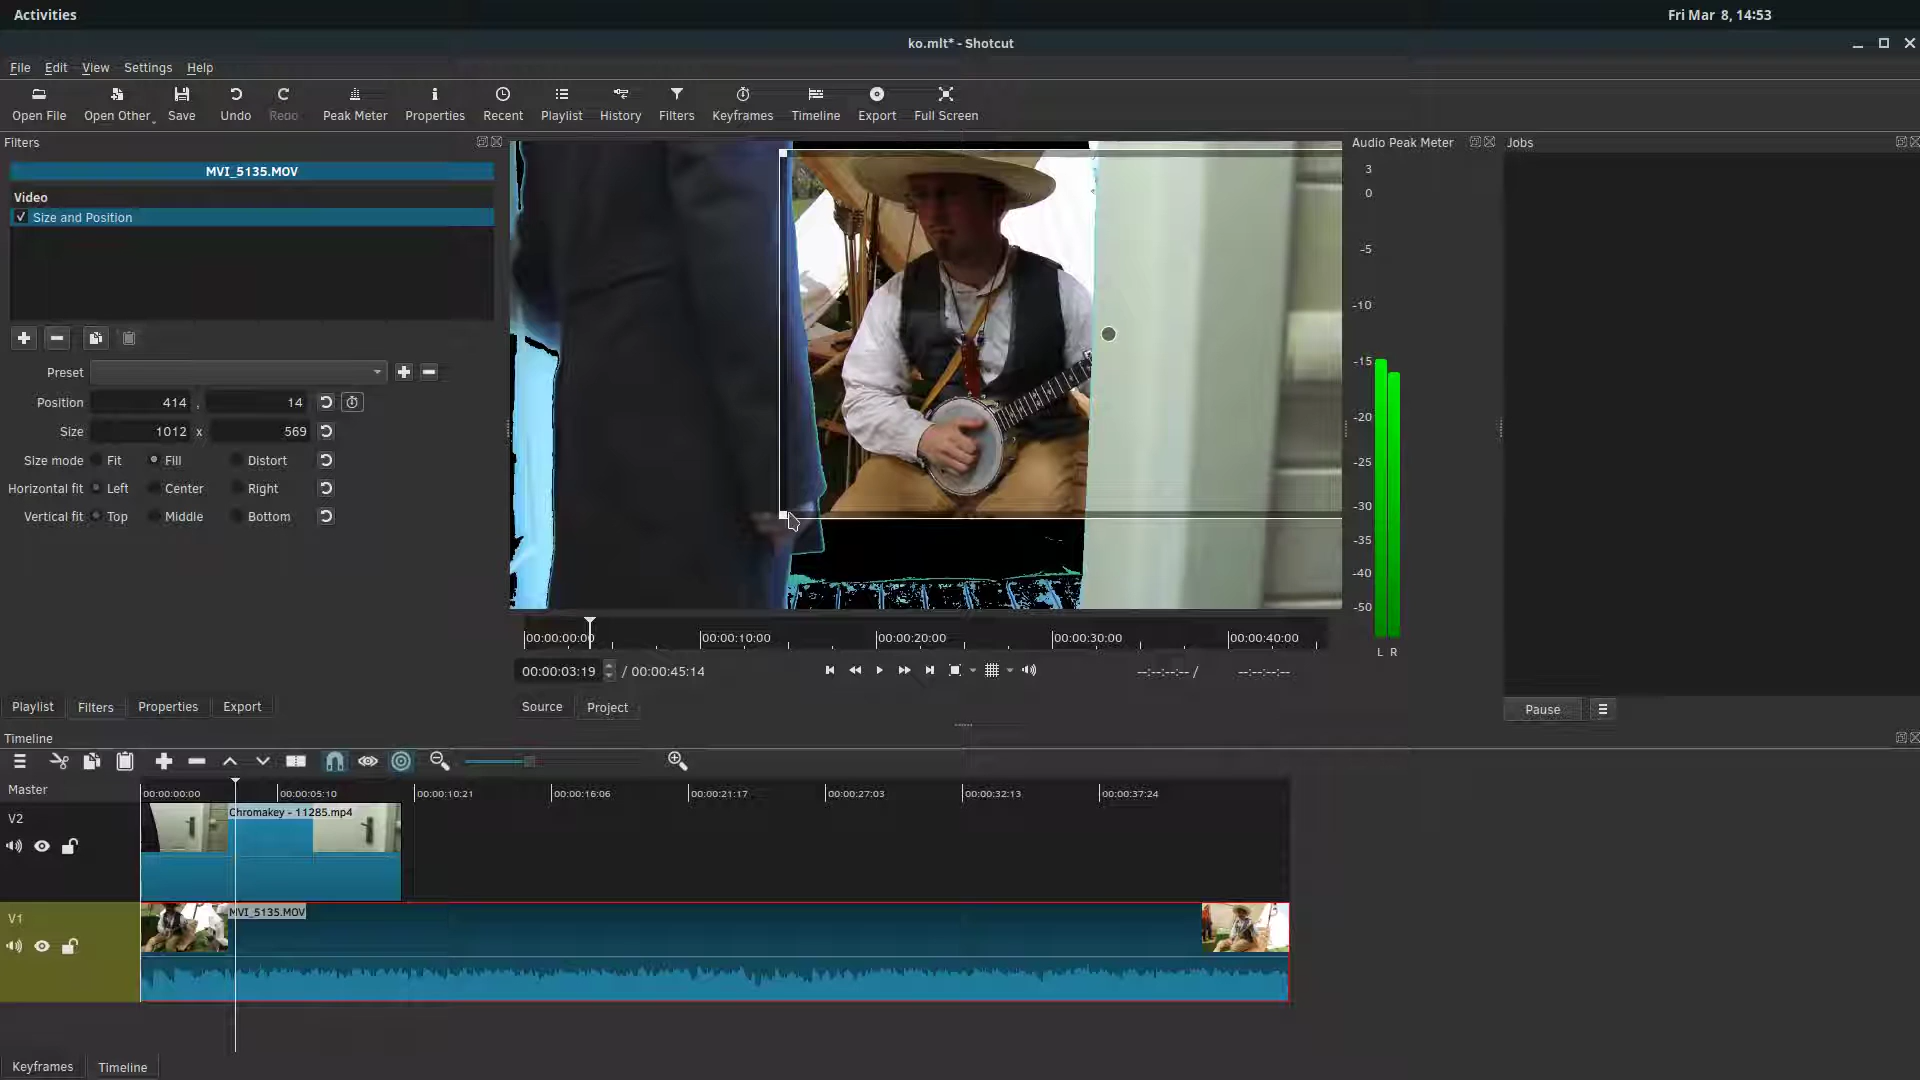 Activities
Fri Mar 8, 14:53
ko.mlt* - Shotcut
File Edit View Settings Help
Open File Open Other Save Undo Redo Peak Meter Properties Recent Playlist History Filters Keyframes Timeline Export Full Screen
Filters
MVI_5135.MOV
Video
Size and Position
Preset
Position 414 , 14
Size 1012 x 569
Size mode Fit Fill Distort
Horizontal fit Left Center Right
Vertical fit Top Middle Bottom
Playlist Filters Properties Export
00:00:00:00 00:00:10:00 00:00:20:00 00:00:30:00 00:00:40:00
00:00:03:19 / 00:00:45:14 --:--:--:-- / --:--:--:--
Source Project
Audio Peak Meter
3
0
-5
-10
-15
-20
-25
-30
-35
-40
-50
L R
Jobs
Pause
Timeline
Master
00:00:00:00 00:00:05:10 00:00:10:21 00:00:16:06 00:00:21:17 00:00:27:03 00:00:32:13 00:00:37:24
V2
Chromakey - 11285.mp4
V1
MVI_5135.MOV
Keyframes Timeline